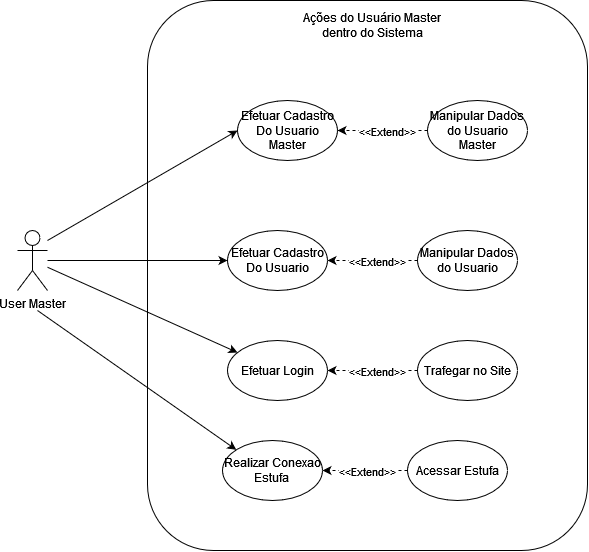 Ações do Usuário Master
dentro do Sistema
Efetuar Cadastro
Do Usuario
Master
<<Extend>>
Manipular Dados
do Usuario
Master
Efetuar Cadastro
Do Usuario
<<Extend>>
Manipular Dados
do Usuario
User Master
Efetuar Login
<<Extend>>
Trafegar no Site
Realizar Conexao
Estufa
<<Extend>>
Acessar Estufa